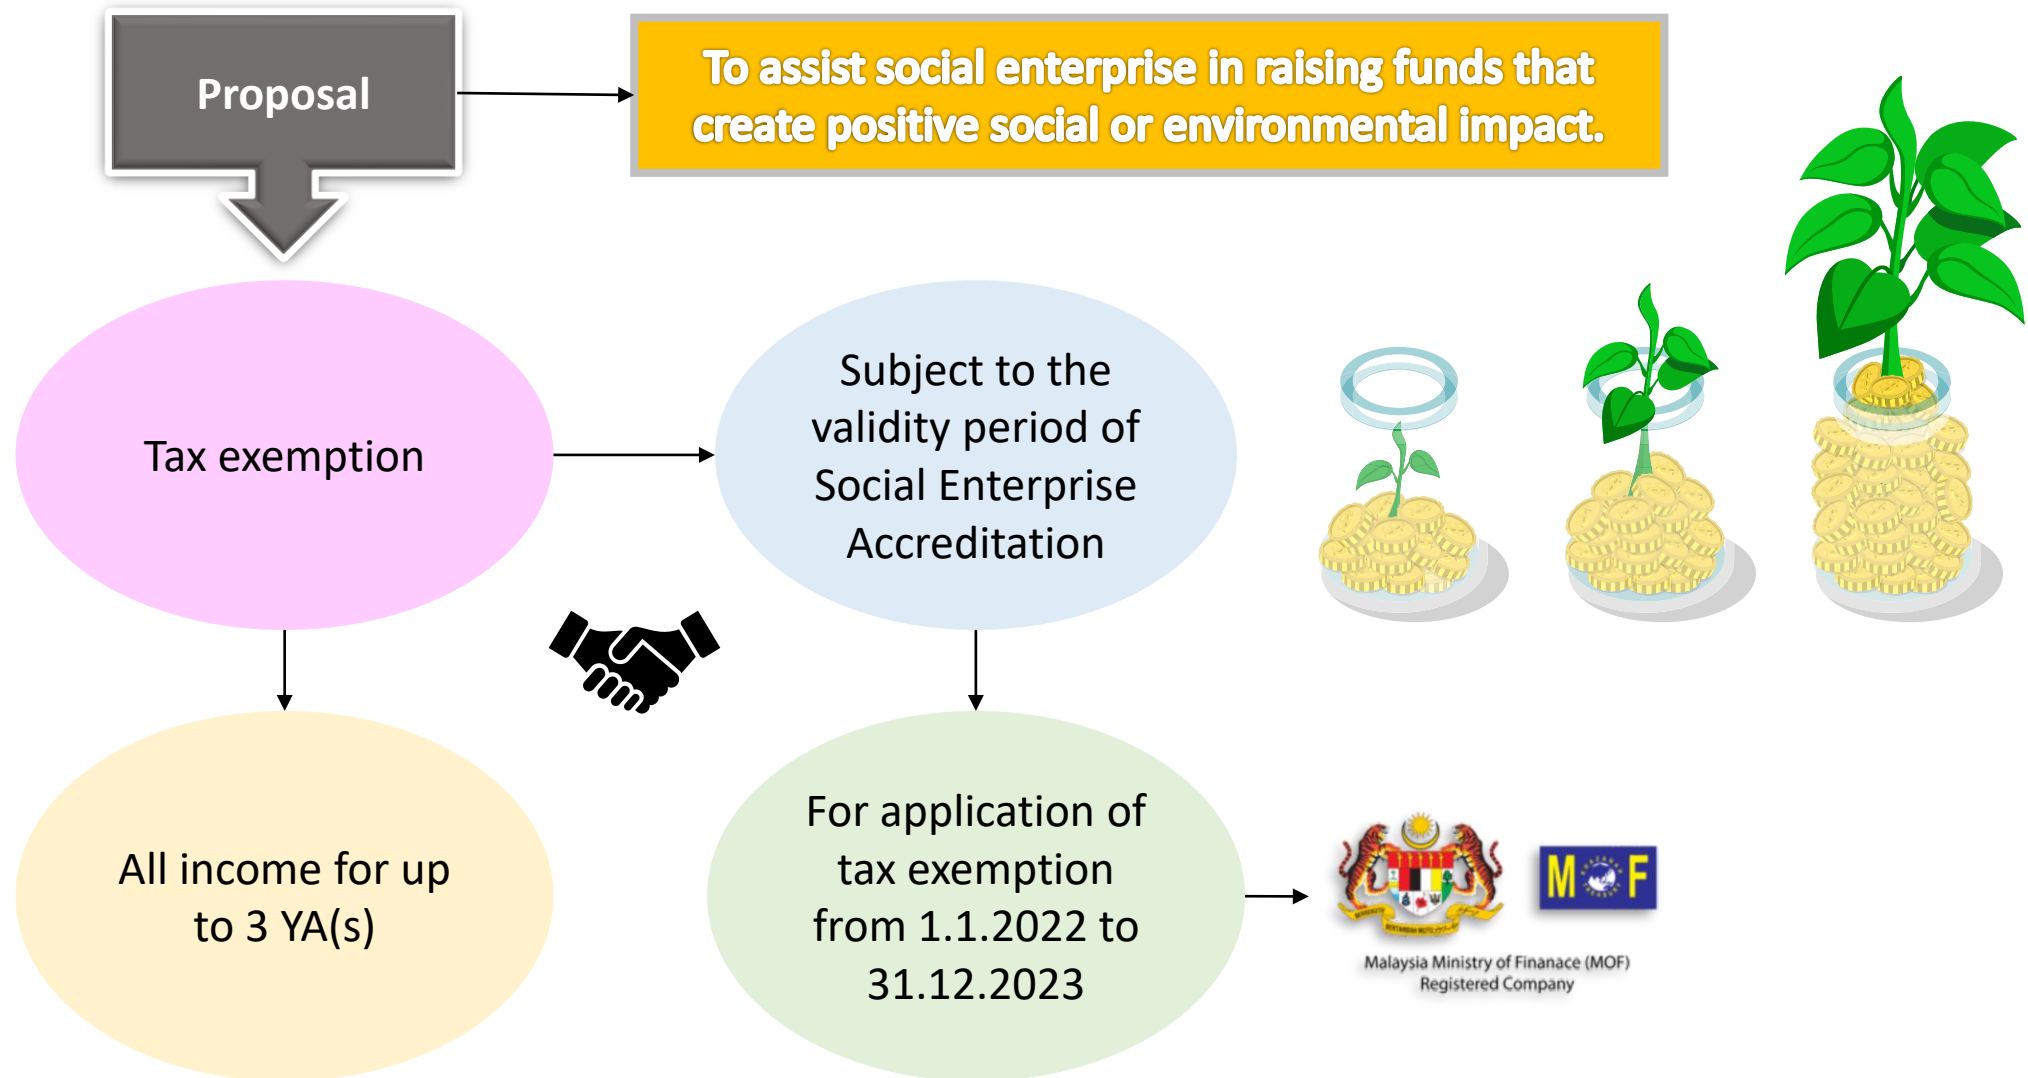 Proposal
To assist social enterprise in raising funds that
create positive social or environmental impact.
Tax exemption
Subject to the
validity period of
Social Enterprise
Accreditation
All income for up
to 3 YA(s)
For application of
tax exemption
from 1.1.2022 to
31.12.2023
M F
Malaysia Ministry of Finanace (MOF)
Registered Company